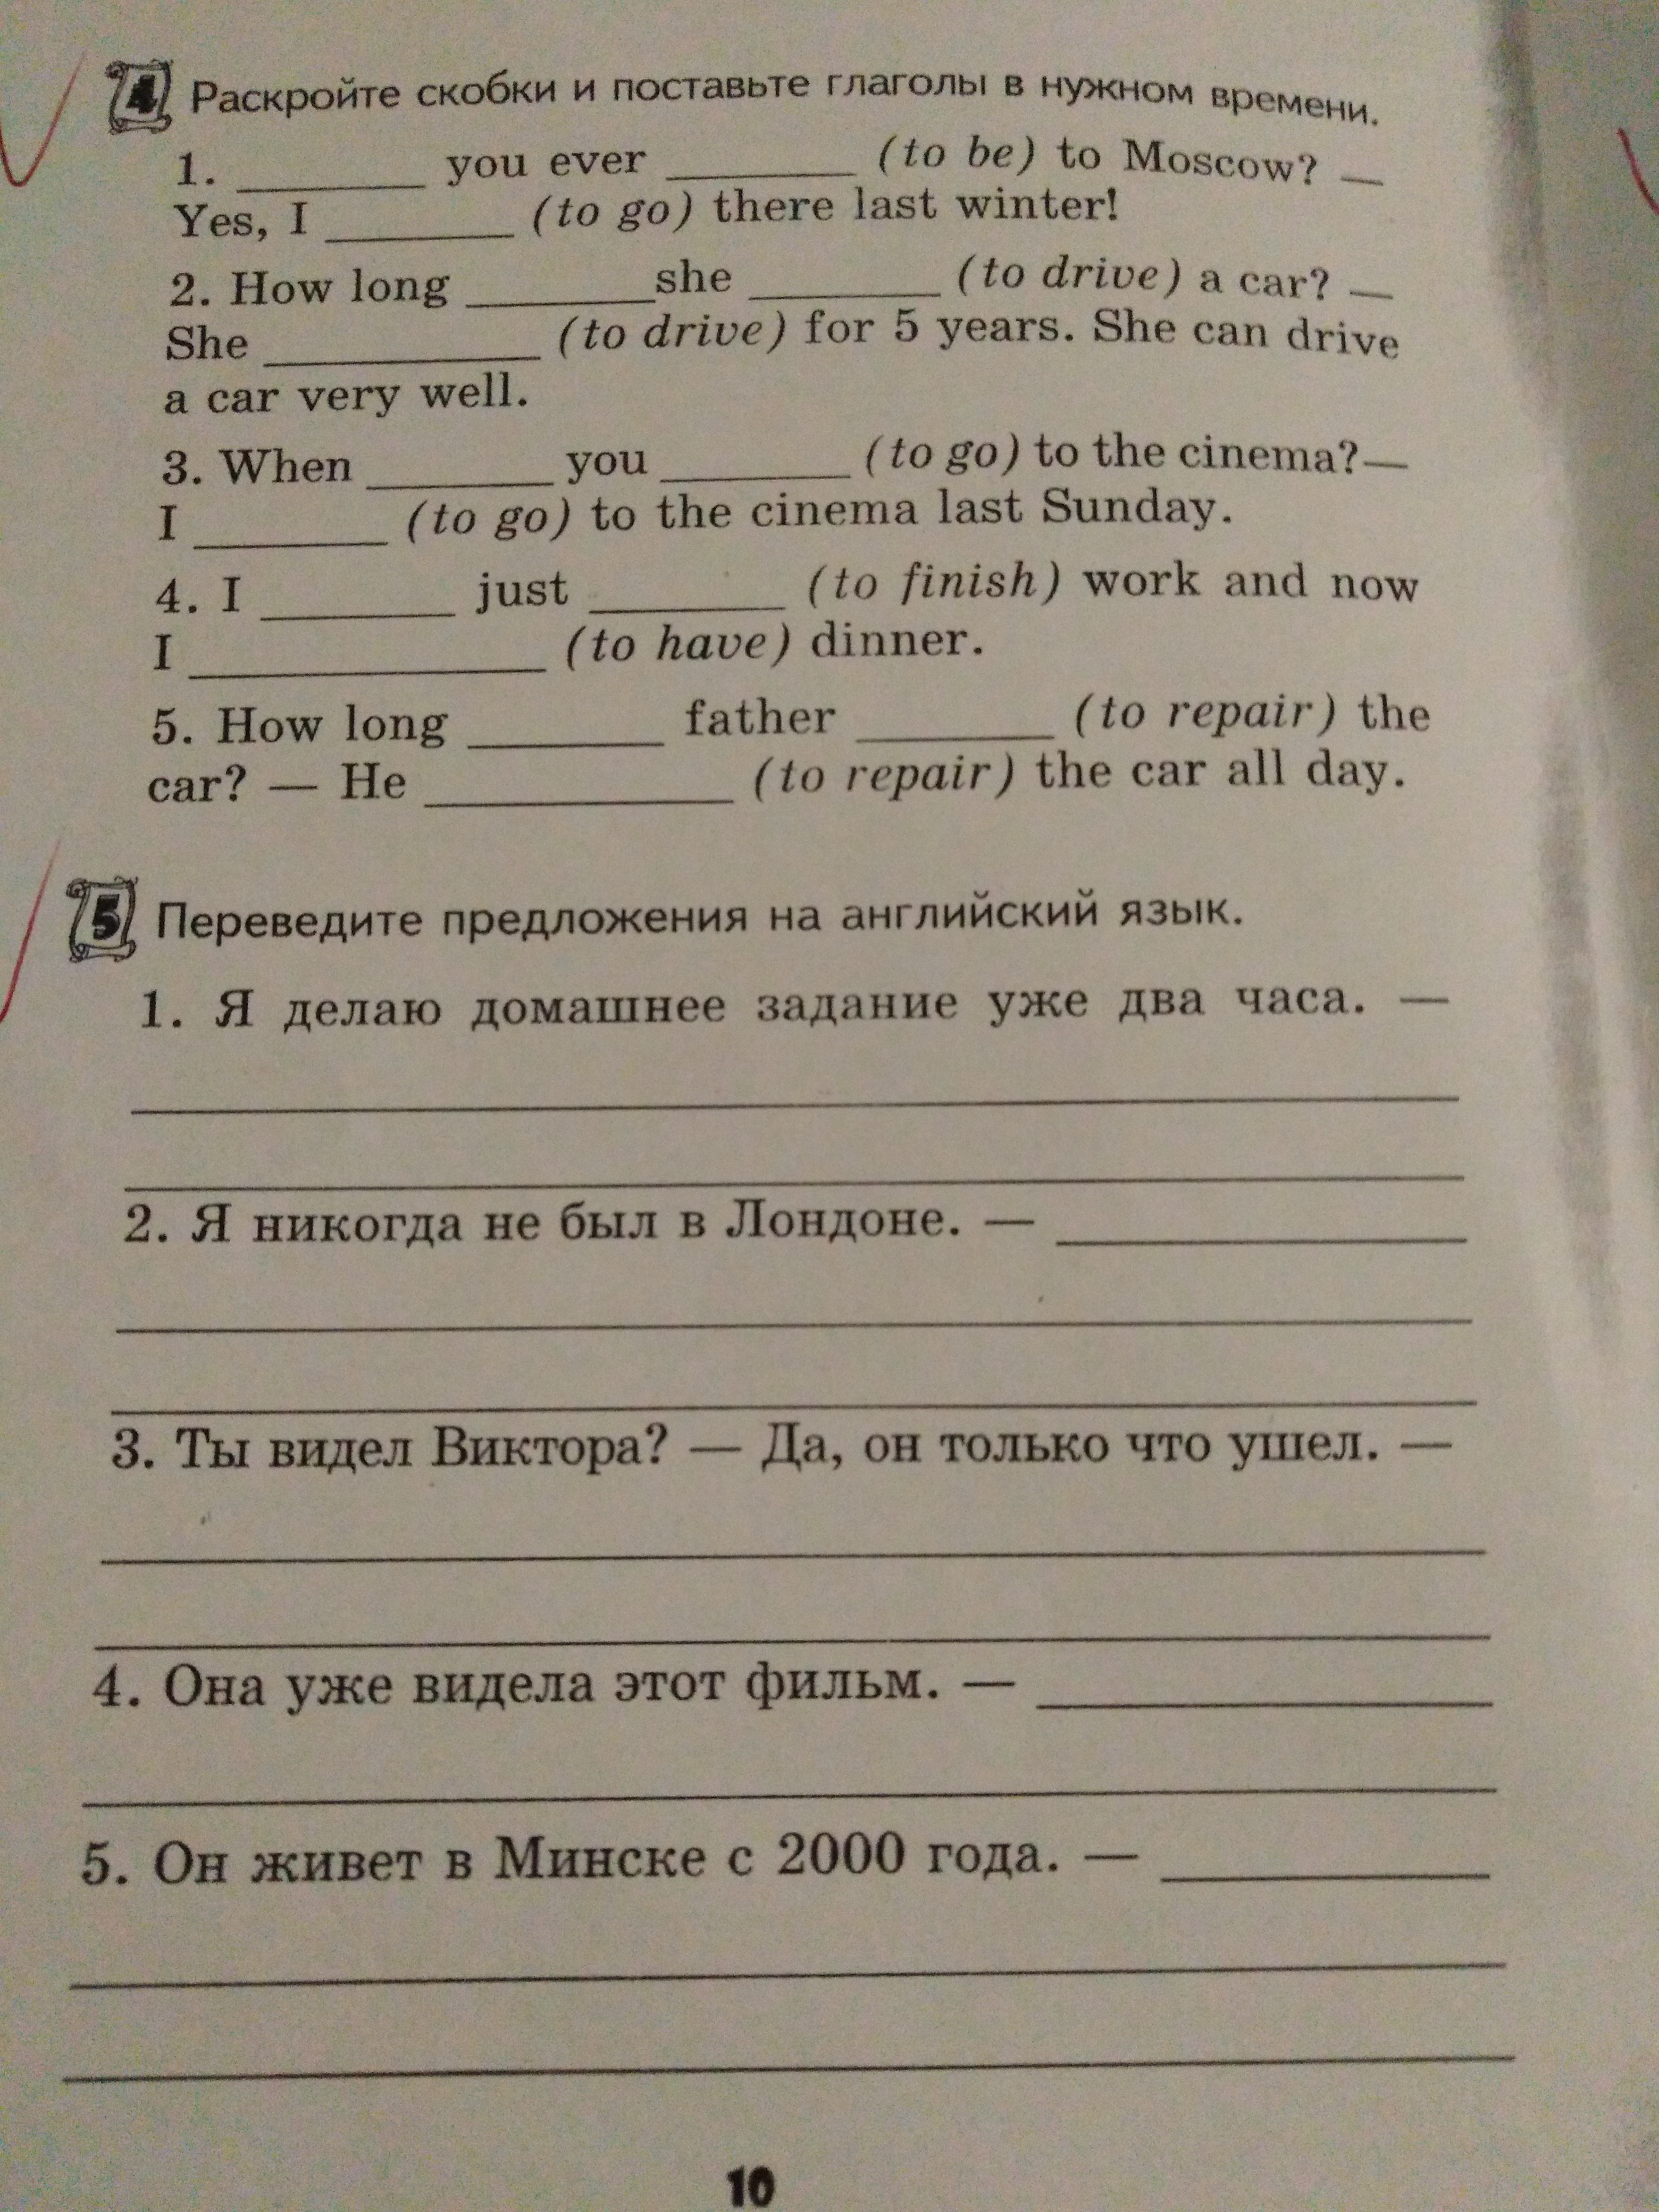 4 Раскройте скобки и поставьте глаголы в нужном времени.
1. ________ you ever ________ (to be) to Moscow? —
Yes, I ________ (to go) there last winter!
2. How long ________ she ________ (to drive) a car? —
She ____________ (to drive) for 5 years. She can drive
a car very well.
3. When ________ you ________ (to go) to the cinema? —
I ________ (to go) to the cinema last Sunday.
4. I ________ just ________ (to finish) work and now
I ________________ (to have) dinner.
5. How long ________ father ________ (to repair) the
car? — He ______________ (to repair) the car all day.
5 Переведите предложения на английский язык.
1. Я делаю домашнее задание уже два часа. —
2. Я никогда не был в Лондоне. — ________________
3. Ты видел Виктора? — Да, он только что ушел. —
4. Она уже видела этот фильм. — ________________
5. Он живет в Минске с 2000 года. — ______________
10